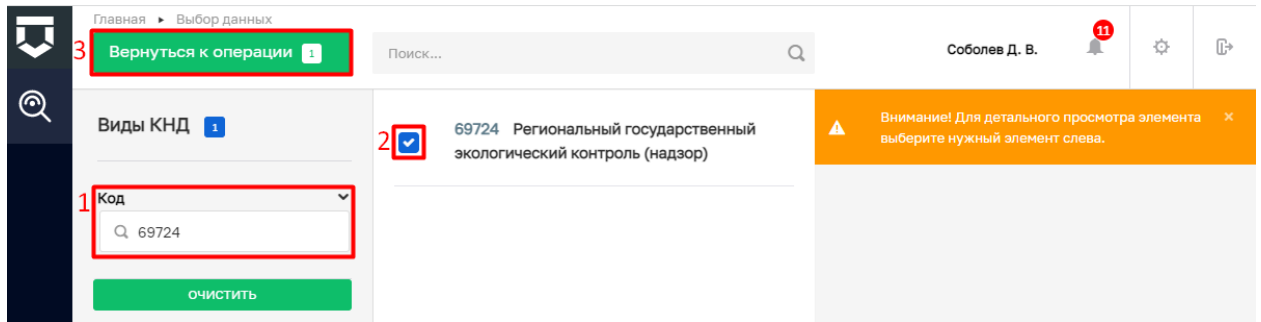 Главная ▸ Выбор данных
3 Вернуться к операции 1
Поиск...
Соболев Д. В.
11
Виды КНД 1
1 Код
69724
ОЧИСТИТЬ
2
69724 Региональный государственный
экологический контроль (надзор)
Внимание! Для детального просмотра элемента ×
выберите нужный элемент слева.